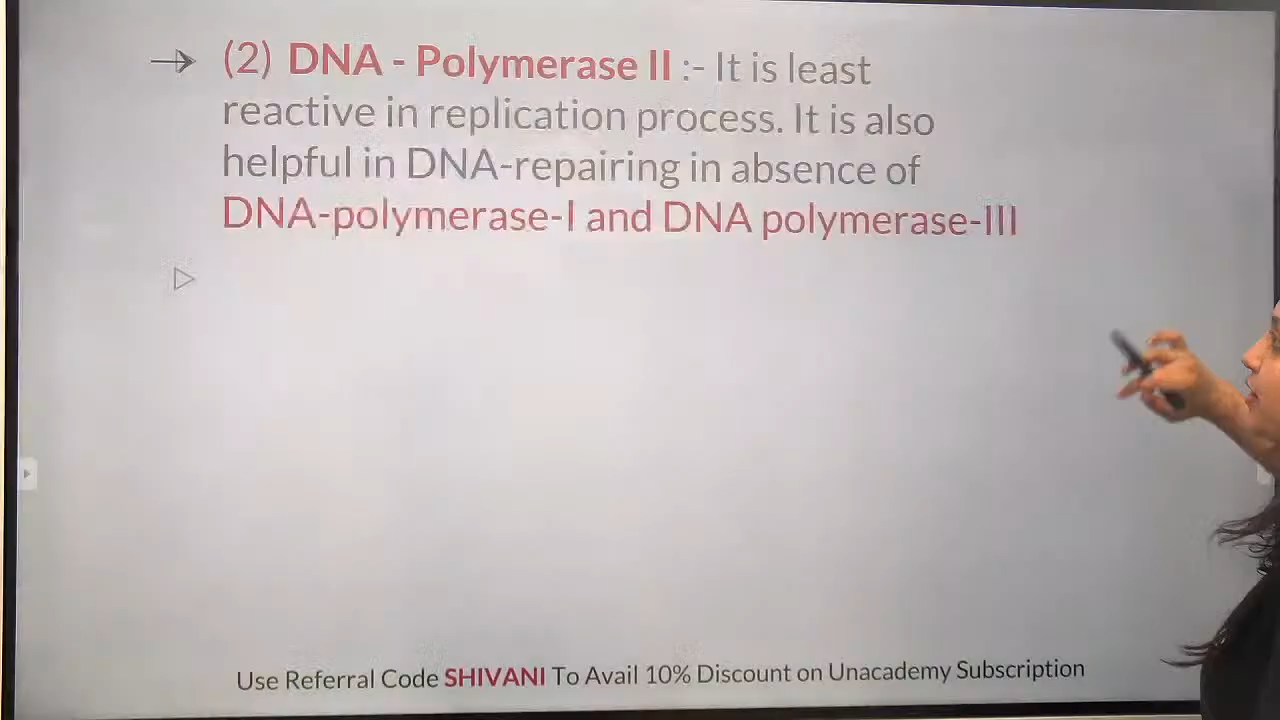 (2) DNA - Polymerase II :- It is least
reactive in replication process. It is also
helpful in DNA-repairing in absence of
DNA-polymerase-I and DNA polymerase-III
Use Referral Code SHIVANI To Avail 10% Discount on Unacademy Subscription